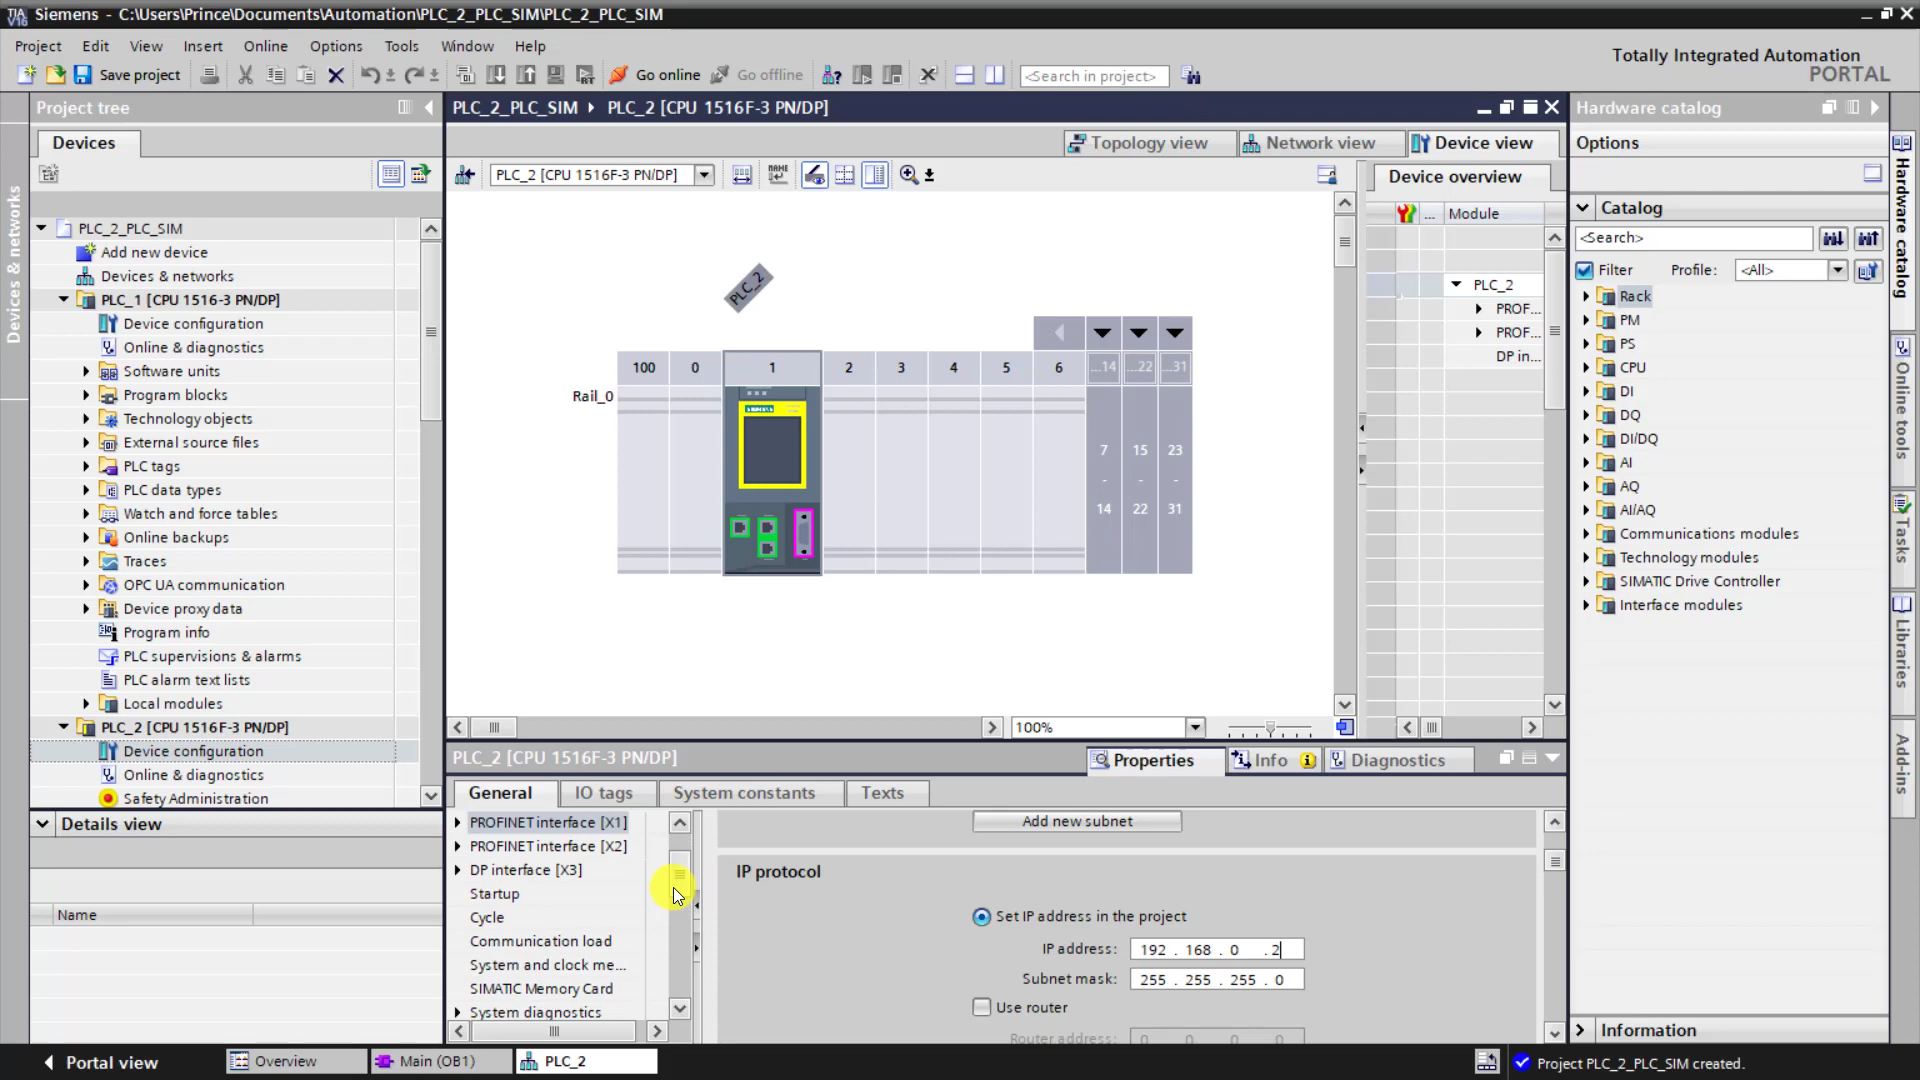 Siemens - C:\Users\Prince\Documents\Automation\PLC_2_PLC_SIM\PLC_2_PLC_SIM
Project Edit View Insert Online Options Tools Window Help
Totally Integrated Automation
PORTAL
Save project Go online Go offline <Search in project>
Project tree
Devices
Devices & networks
PLC_2_PLC_SIM
Add new device
Devices & networks
PLC_1 [CPU 1516-3 PN/DP]
Device configuration
Online & diagnostics
Software units
Program blocks
Technology objects
External source files
PLC tags
PLC data types
Watch and force tables
Online backups
Traces
OPC UA communication
Device proxy data
Program info
PLC supervisions & alarms
PLC alarm text lists
Local modules
PLC_2 [CPU 1516F-3 PN/DP]
Device configuration
Online & diagnostics
Safety Administration
Details view
Name
PLC_2_PLC_SIM PLC_2 [CPU 1516F-3 PN/DP]
Topology view Network view Device view
PLC_2 [CPU 1516F-3 PN/DP]
PLC_2
100 0 1 2 3 4 5 6 ...14 ...22 ...31
Rail_0
SIEMENS
7 15 23
- - -
14 22 31
100%
Device overview
... Module
PLC_2
PROF...
PROF...
DP in...
PLC_2 [CPU 1516F-3 PN/DP]
Properties Info Diagnostics
General IO tags System constants Texts
PROFINET interface [X1]
PROFINET interface [X2]
DP interface [X3]
Startup
Cycle
Communication load
System and clock me...
SIMATIC Memory Card
System diagnostics
Add new subnet
IP protocol
Set IP address in the project
IP address: 192 . 168 . 0 . 2
Subnet mask: 255 . 255 . 255 . 0
Use router
Router address: 0 . 0 . 0 . 0
Hardware catalog
Options
Catalog
<Search>
Filter Profile: <All>
Rack
PM
PS
CPU
DI
DQ
DI/DQ
AI
AQ
AI/AQ
Communications modules
Technology modules
SIMATIC Drive Controller
Interface modules
Information
Hardware catalog
Online tools
Tasks
Libraries
Add-ins
Portal view Overview Main (OB1) PLC_2 Project PLC_2_PLC_SIM created.